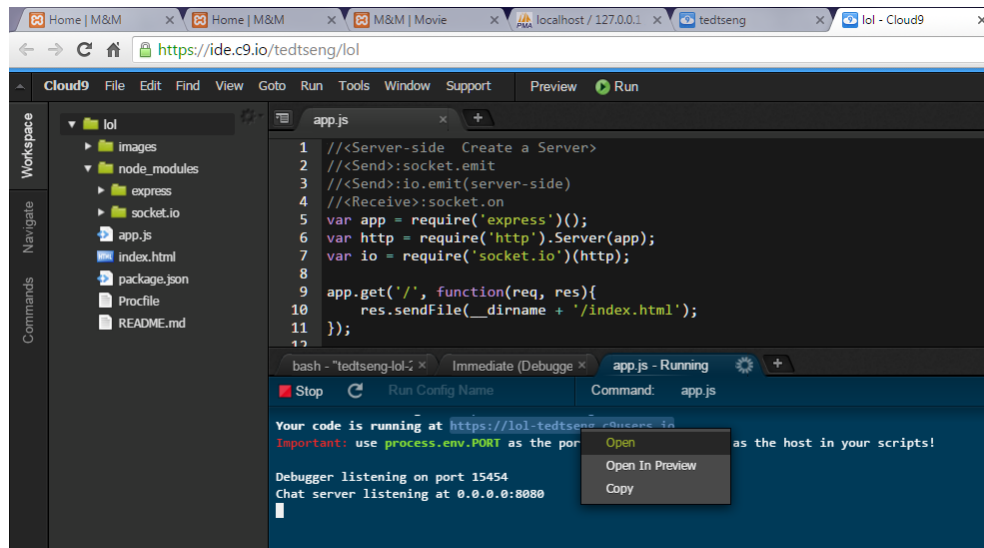 Home | M&M
Home | M&M
M&M | Movie
localhost / 127.0.0.1
tedtseng
lol - Cloud9
https://ide.c9.io/tedtseng/lol
Cloud9 File Edit Find View Goto Run Tools Window Support Preview Run
Workspace
Navigate
Commands
lol
images
node_modules
express
socket.io
app.js
index.html
package.json
Procfile
README.md
app.js
1 //<Server-side  Create a Server>
2 //<Send>:socket.emit
3 //<Send>:io.emit(server-side)
4 //<Receive>:socket.on
5 var app = require('express')();
6 var http = require('http').Server(app);
7 var io = require('socket.io')(http);
8
9 app.get('/', function(req, res){
10     res.sendFile(__dirname + '/index.html');
11 });
12
bash - "tedtseng-lol-2
Immediate (Debugge
app.js - Running
Stop Run Config Name Command: app.js
Your code is running at https://lol-tedtseng.c9users.io
Important: use process.env.PORT as the por as the host in your scripts!
Debugger listening on port 15454
Chat server listening at 0.0.0.0:8080
Open
Open In Preview
Copy